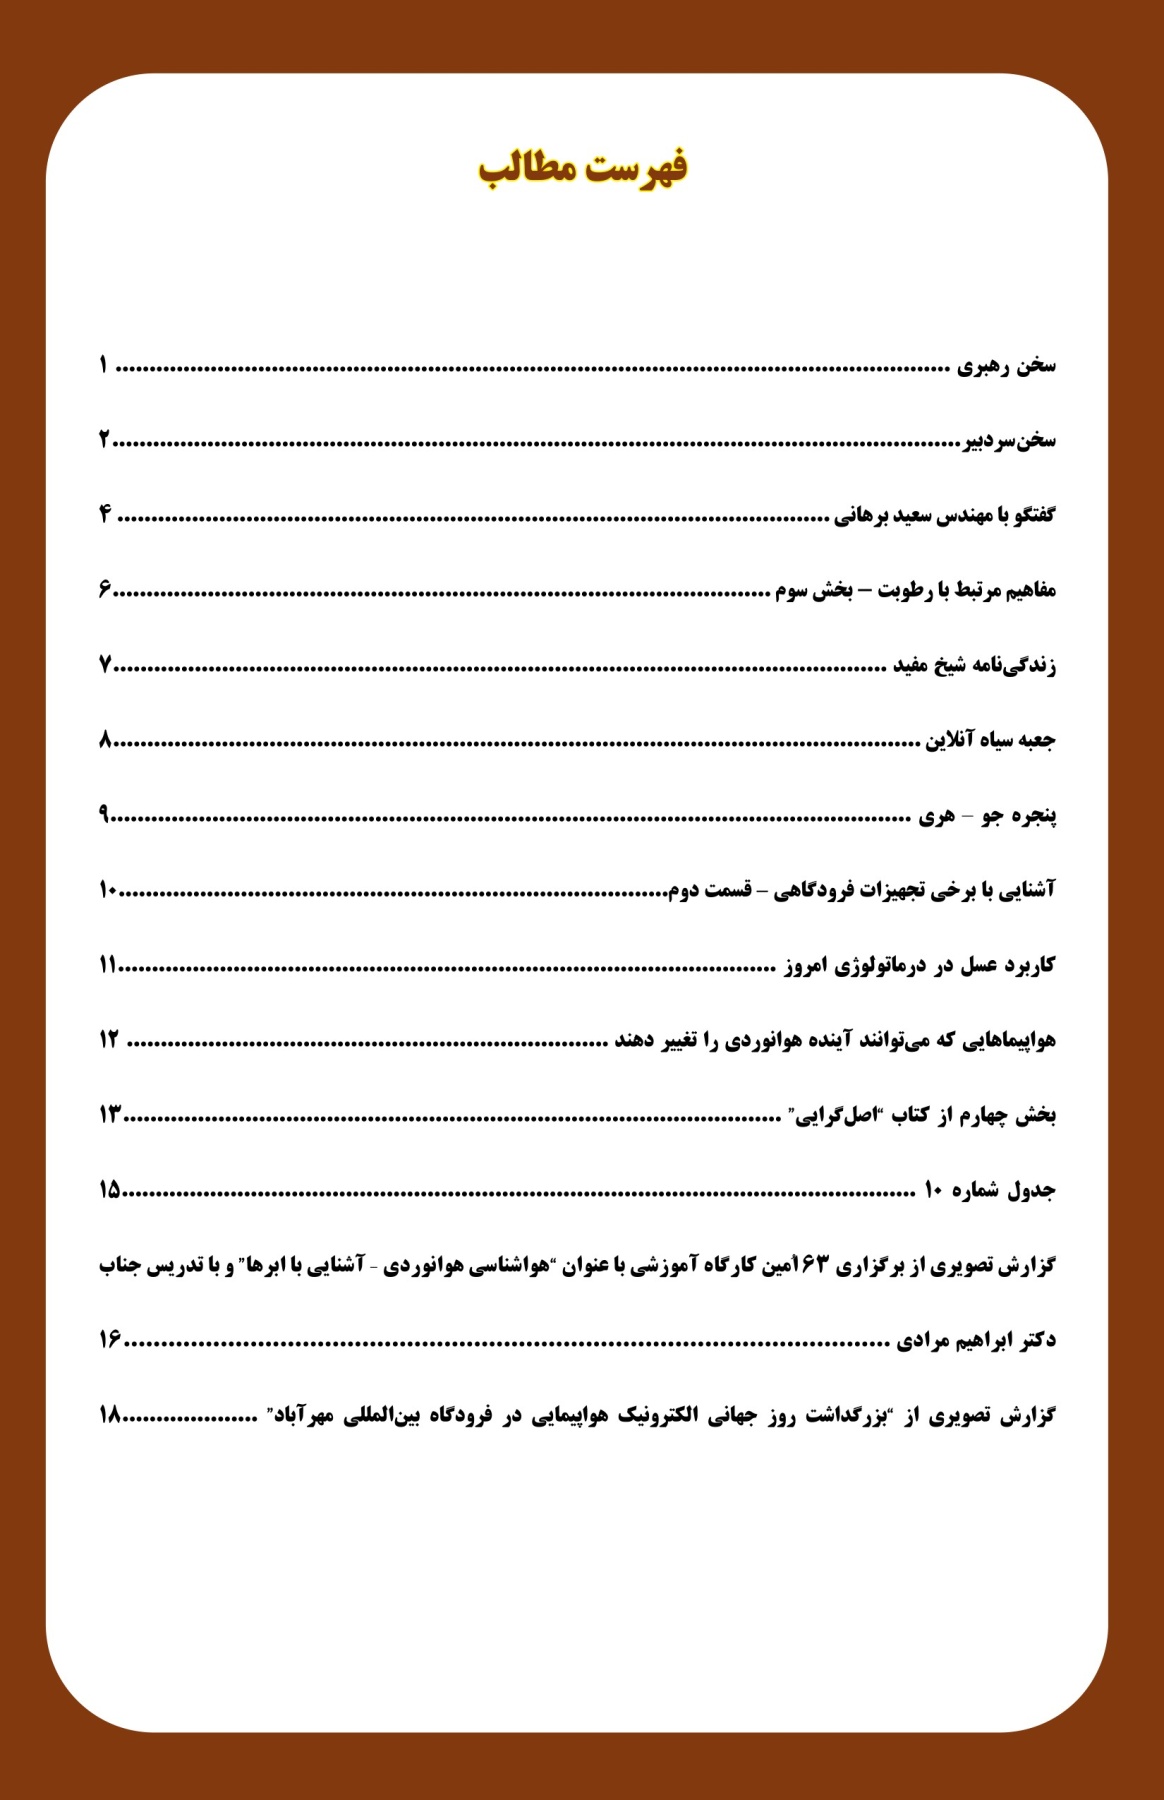 فهرست مطالب
سخن رهبری ........................................ ۱
سخن‌سردبیر........................................۲
گفتگو با مهندس سعید برهانی ........................................ ۴
مفاهیم مرتبط با رطوبت – بخش سوم ........................................۶
زندگی‌نامه شیخ مفید ........................................۷
جعبه سیاه آنلاین ........................................۸
پنجره جو – هری ........................................۹
آشنایی با برخی تجهیزات فرودگاهی – قسمت دوم........................................۱۰
کاربرد عسل در درماتولوژی امروز ........................................۱۱
هواپیماهایی که می‌توانند آینده هوانوردی را تغییر دهند ........................................ ۱۲
بخش چهارم از کتاب “اصل‌گرایی” ........................................۱۳
جدول شماره ۱۰ ........................................۱۵
گزارش تصویری از برگزاری ۶۳اُمین کارگاه آموزشی با عنوان “هواشناسی هوانوردی - آشنایی با ابرها” و با تدریس جناب
دکتر ابراهیم مرادی ........................................۱۶
گزارش تصویری از “بزرگداشت روز جهانی الکترونیک هواپیمایی در فرودگاه بین‌المللی مهرآباد” ....................۱۸